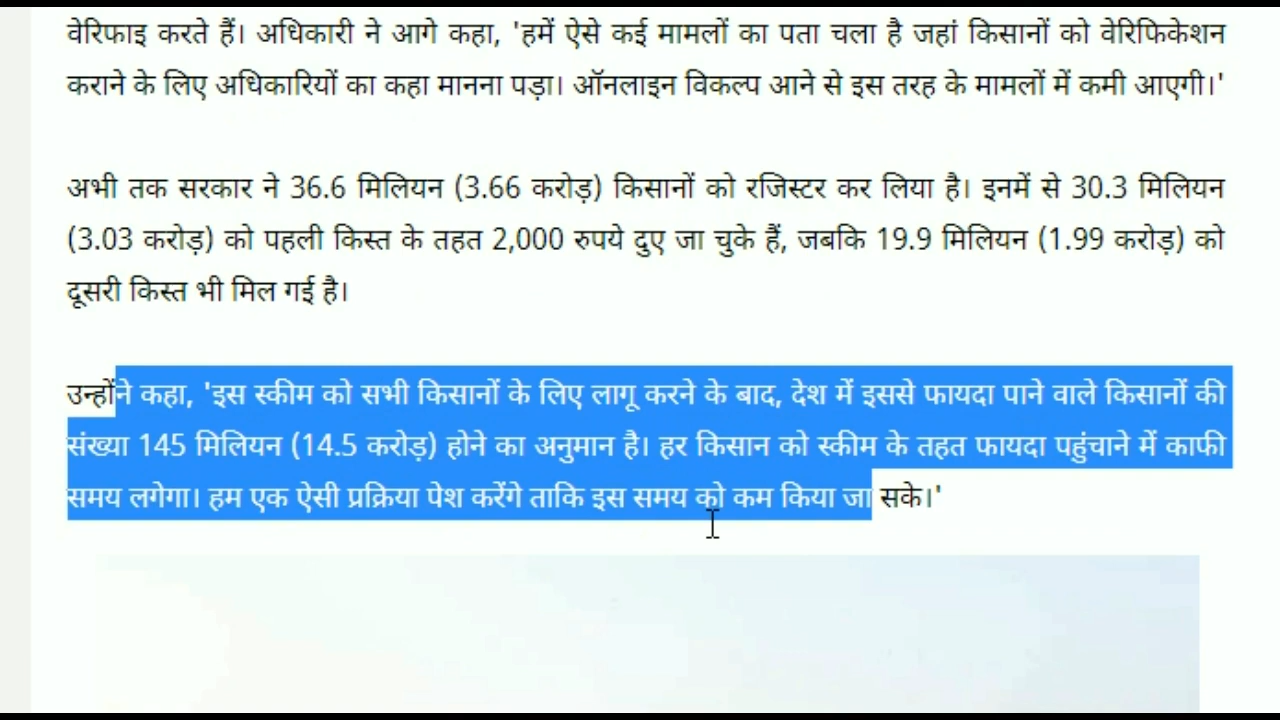 वेरिफाइ करते हैं। अधिकारी ने आगे कहा, 'हमें ऐसे कई मामलों का पता चला है जहां किसानों को वेरिफिकेशन
कराने के लिए अधिकारियों का कहा मानना पड़ा। ऑनलाइन विकल्प आने से इस तरह के मामलों में कमी आएगी।'
अभी तक सरकार ने 36.6 मिलियन (3.66 करोड़) किसानों को रजिस्टर कर लिया है। इनमें से 30.3 मिलियन
(3.03 करोड़) को पहली किस्त के तहत 2,000 रुपये दुए जा चुके हैं, जबकि 19.9 मिलियन (1.99 करोड़) को
दूसरी किस्त भी मिल गई है।
उन्होंने कहा, 'इस स्कीम को सभी किसानों के लिए लागू करने के बाद, देश में इससे फायदा पाने वाले किसानों की
संख्या 145 मिलियन (14.5 करोड़) होने का अनुमान है। हर किसान को स्कीम के तहत फायदा पहुंचाने में काफी
समय लगेगा। हम एक ऐसी प्रक्रिया पेश करेंगे ताकि इस समय को कम किया जा सके।'